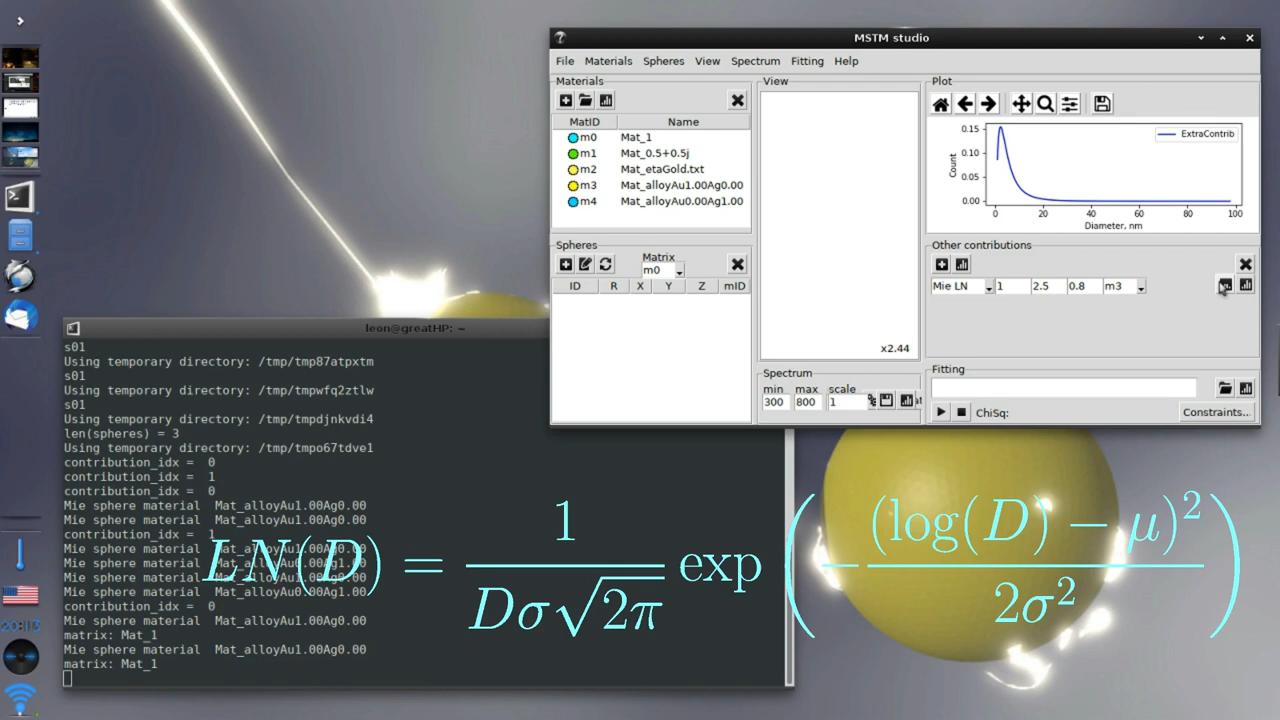 MSTM studio
File Materials Spheres View Spectrum Fitting Help
Materials
MatID Name
m0 Mat_1
m1 Mat_0.5+0.5j
m2 Mat_etaGold.txt
m3 Mat_alloyAu1.00Ag0.00
m4 Mat_alloyAu0.00Ag1.00
Spheres
Matrix
m0
ID R X Y Z mID
View
x2.44
Spectrum
min max scale
300 800 1
Plot
0.15
0.10
0.05
0.00
Count
ExtraContrib
0 20 40 60 80 100
Diameter, nm
Other contributions
Mie LN 1 2.5 0.8 m3
Fitting
ChiSq:
Constraints...
leon@greatHP: ~
s01
Using temporary directory: /tmp/tmp87atpxtm
s01
Using temporary directory: /tmp/tmpwfq2ztlw
s01
Using temporary directory: /tmp/tmpdjnkvdi4
len(spheres) = 3
Using temporary directory: /tmp/tmpo67tdve1
contribution_idx = 0
contribution_idx = 1
contribution_idx = 0
Mie sphere material Mat_alloyAu1.00Ag0.00
Mie sphere material Mat_alloyAu1.00Ag0.00
contribution_idx = 1
Mie sphere material Mat_alloyAu1.00Ag0.00
Mie sphere material
Mie sphere material
Mie sphere material Mat_alloyAu0.00Ag1.00
contribution_idx = 0
Mie sphere material Mat_alloyAu1.00Ag0.00
matrix: Mat_1
Mie sphere material Mat_alloyAu1.00Ag0.00
matrix: Mat_1
LN(D) = 1 / Dσ√2π exp ( − (log(D) − μ)² / 2σ² )
20:13